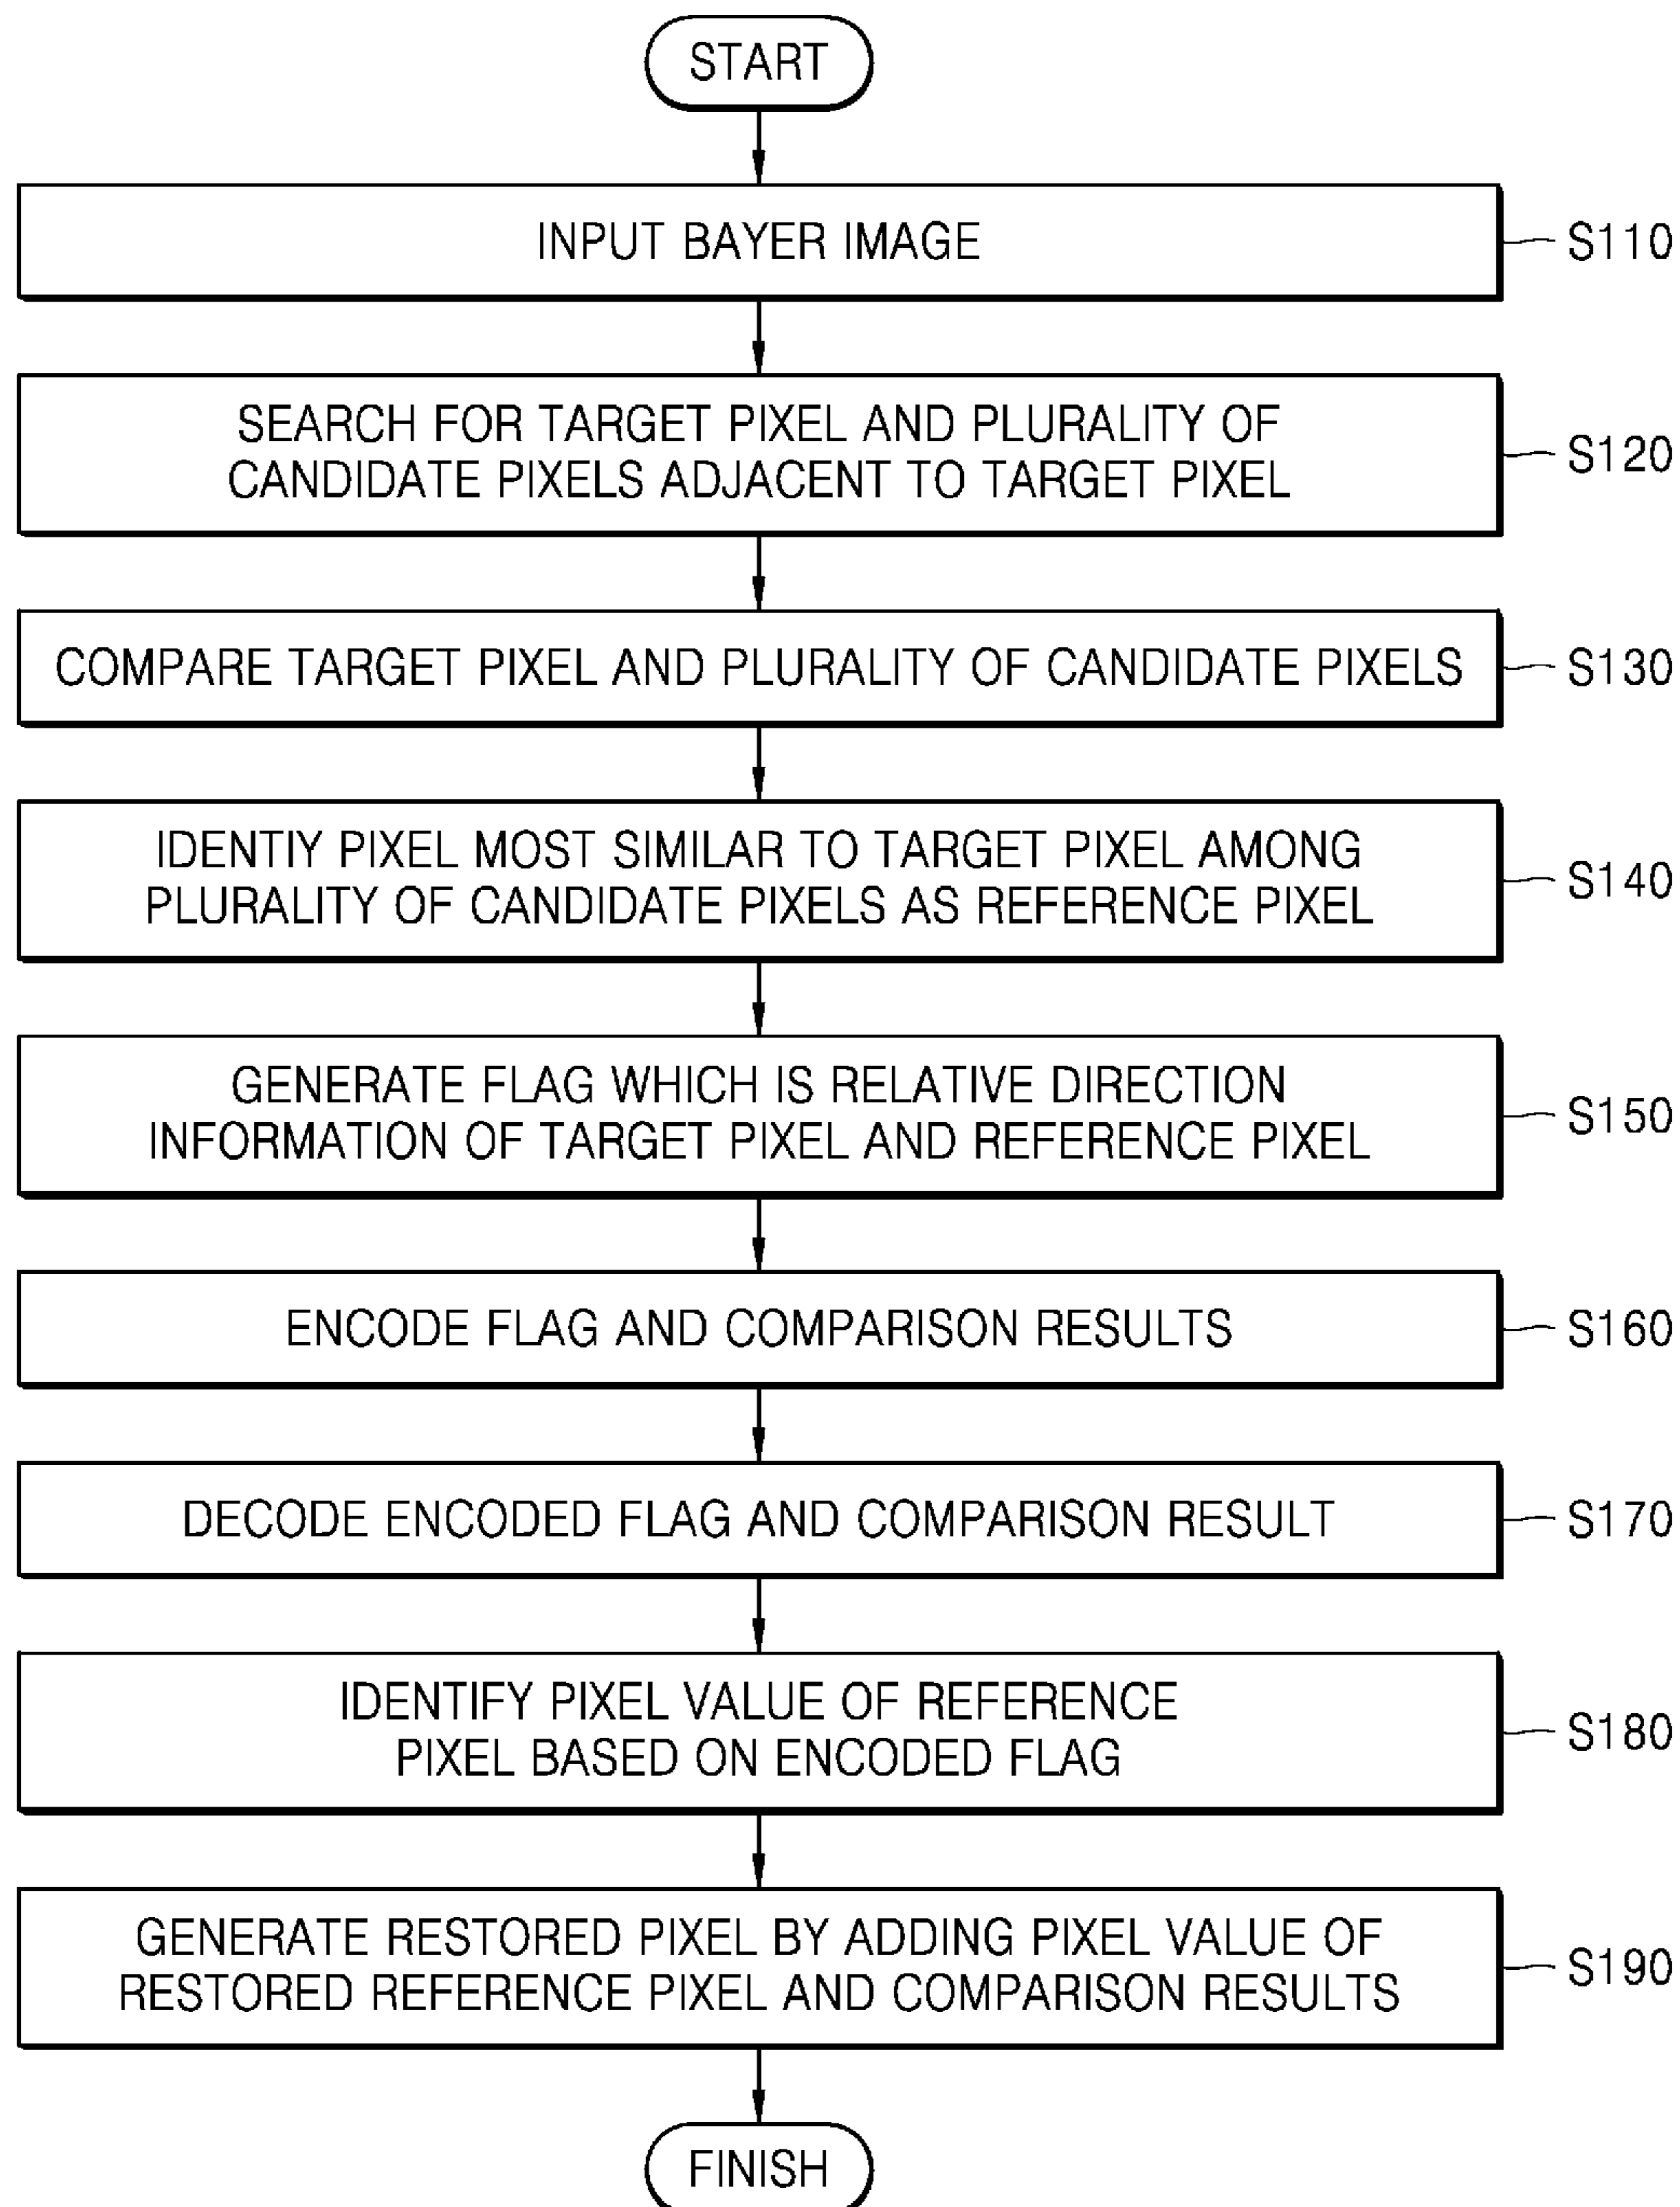 START
INPUT BAYER IMAGE
S110
SEARCH FOR TARGET PIXEL AND PLURALITY OF
CANDIDATE PIXELS ADJACENT TO TARGET PIXEL
S120
COMPARE TARGET PIXEL AND PLURALITY OF CANDIDATE PIXELS
S130
IDENTIY PIXEL MOST SIMILAR TO TARGET PIXEL AMONG
PLURALITY OF CANDIDATE PIXELS AS REFERENCE PIXEL
S140
GENERATE FLAG WHICH IS RELATIVE DIRECTION
INFORMATION OF TARGET PIXEL AND REFERENCE PIXEL
S150
ENCODE FLAG AND COMPARISON RESULTS
S160
DECODE ENCODED FLAG AND COMPARISON RESULT
S170
IDENTIFY PIXEL VALUE OF REFERENCE
PIXEL BASED ON ENCODED FLAG
S180
GENERATE RESTORED PIXEL BY ADDING PIXEL VALUE OF
RESTORED REFERENCE PIXEL AND COMPARISON RESULTS
S190
FINISH